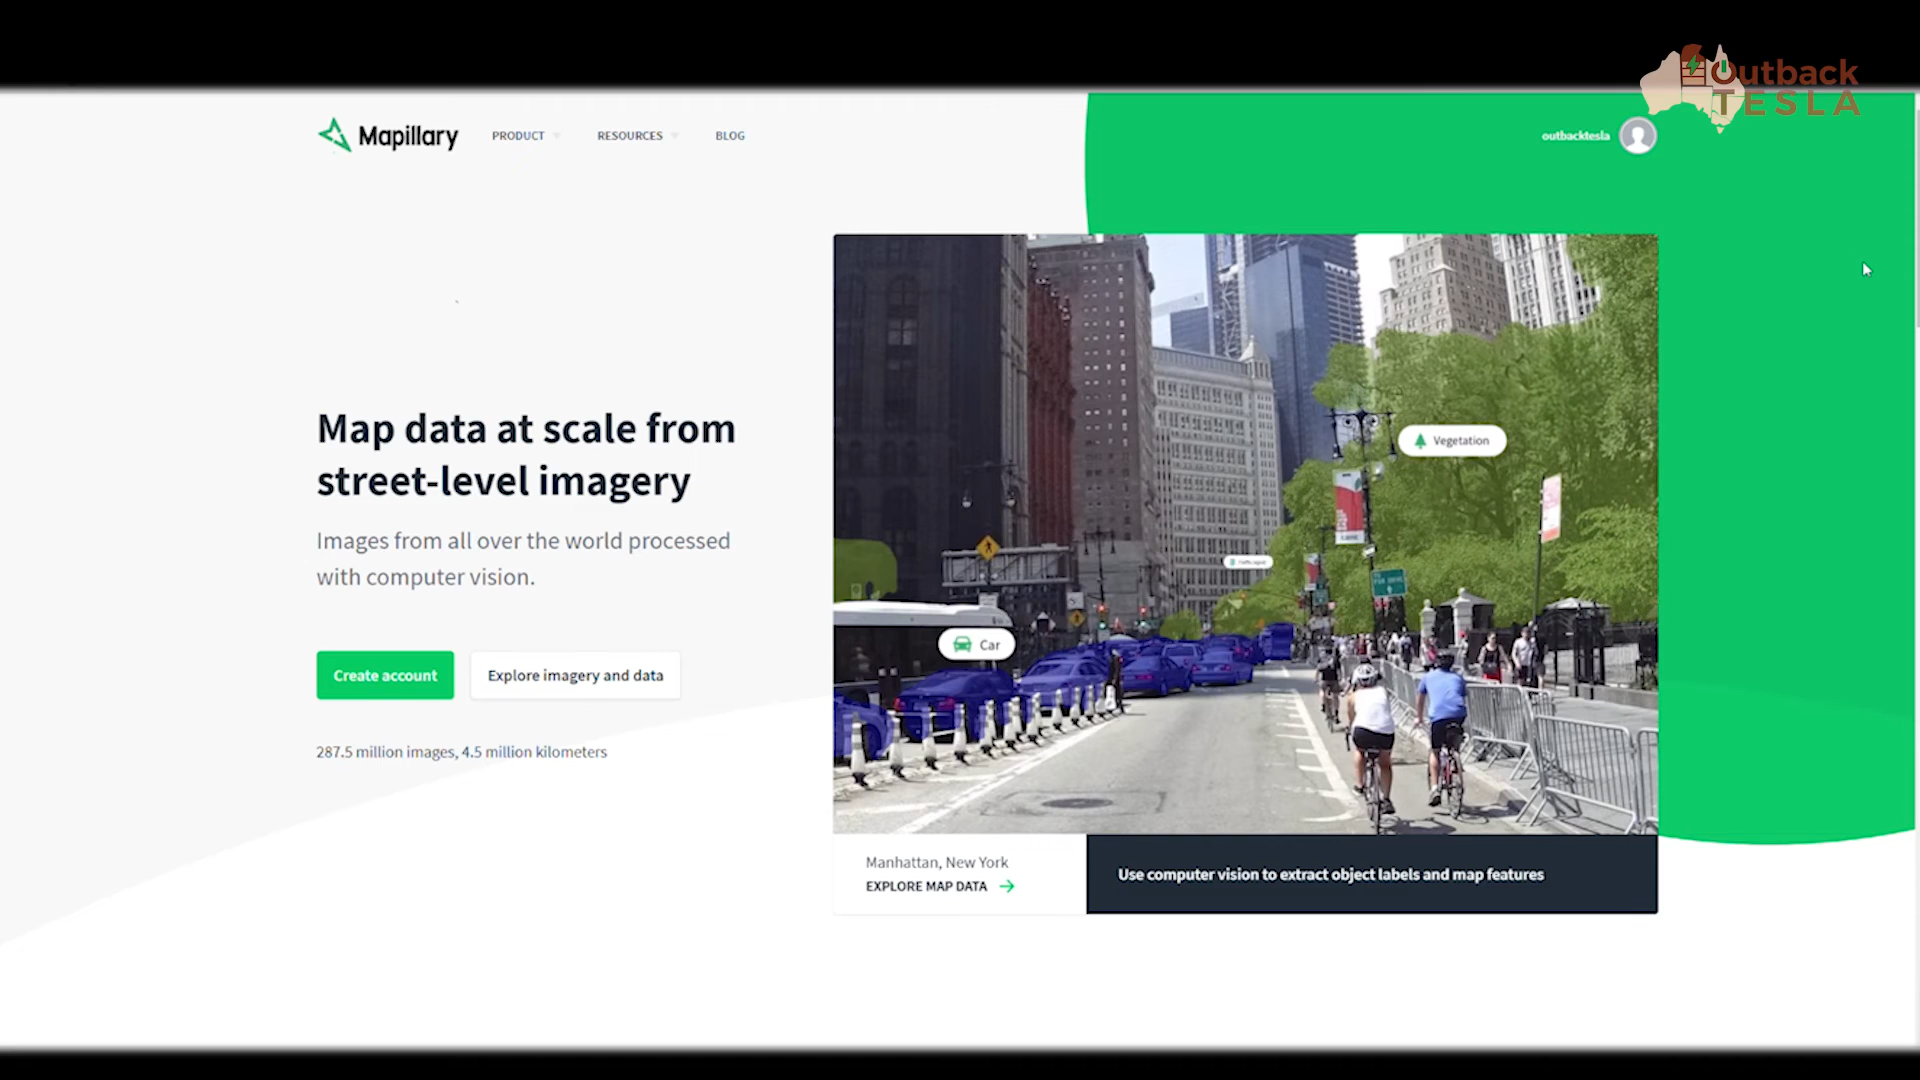 Outback
TESLA
Mapillary
PRODUCT
RESOURCES
BLOG
outbacktesla
Map data at scale from
street-level imagery
Images from all over the world processed
with computer vision.
Create account
Explore imagery and data
287.5 million images, 4.5 million kilometers
Vegetation
Car
Manhattan, New York
EXPLORE MAP DATA
Use computer vision to extract object labels and map features